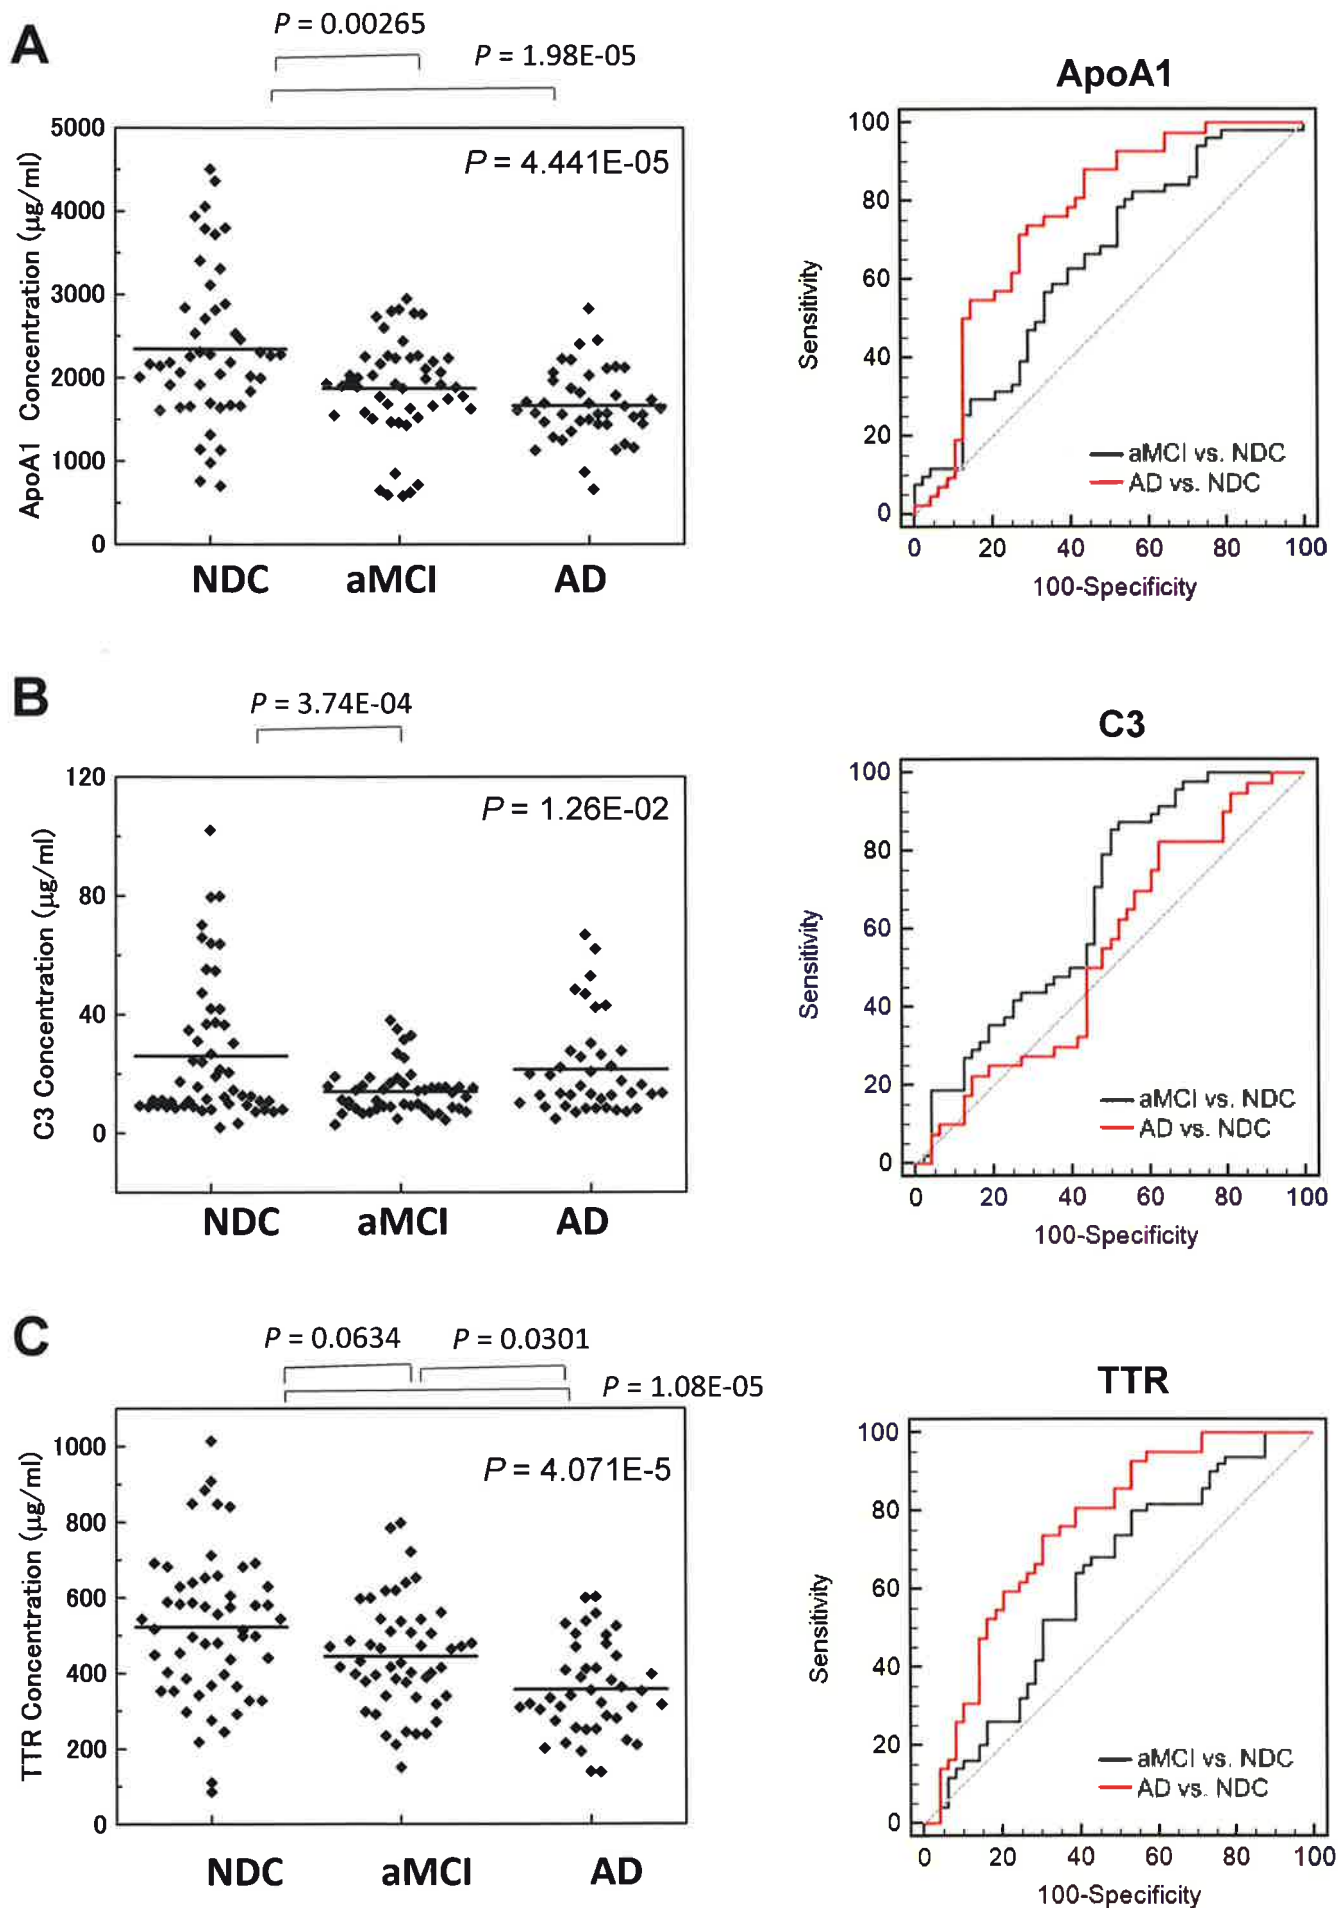 A
P = 0.00265
P = 1.98E-05
P = 4.441E-05
ApoA1 Concentration (μg/ml)
5000
4000
3000
2000
1000
0
NDC aMCI AD
ApoA1
Sensitivity
100
80
60
40
20
0
aMCI vs. NDC
AD vs. NDC
0 20 40 60 80 100
100-Specificity
B
P = 3.74E-04
P = 1.26E-02
C3 Concentration (μg/ml)
120
80
40
0
NDC aMCI AD
C3
Sensitivity
100
80
60
40
20
0
aMCI vs. NDC
AD vs. NDC
0 20 40 60 80 100
100-Specificity
C
P = 0.0634 P = 0.0301
P = 1.08E-05
P = 4.071E-5
TTR Concentration (μg/ml)
1000
800
600
400
200
0
NDC aMCI AD
TTR
Sensitivity
100
80
60
40
20
0
aMCI vs. NDC
AD vs. NDC
0 20 40 60 80 100
100-Specificity